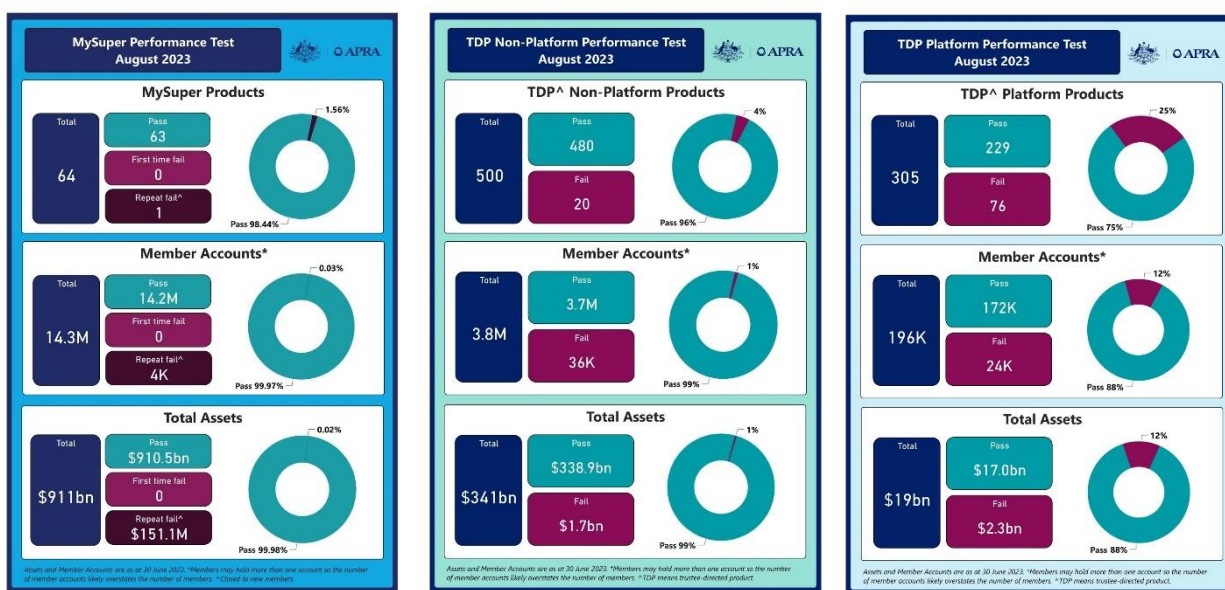 MySuper Performance Test
August 2023
APRA
MySuper Products
Total
64
Pass
63
First time fail
0
Repeat fail^
1
1.56%
Pass 98.44%
Member Accounts*
Total
14.3M
Pass
14.2M
First time fail
0
Repeat fail^
4K
0.03%
Pass 99.97%
Total Assets
Total
$911bn
Pass
$910.5bn
First time fail
0
Repeat fail^
$151.1M
0.02%
Pass 99.98%
Assets and Member Accounts are as at 30 June 2023. *Members may hold more than one account so the number
of member accounts likely overstates the number of members. ^Closed to new members.
TDP Non-Platform Performance Test
August 2023
APRA
TDP^ Non-Platform Products
Total
500
Pass
480
Fail
20
4%
Pass 96%
Member Accounts*
Total
3.8M
Pass
3.7M
Fail
36K
1%
Pass 99%
Total Assets
Total
$341bn
Pass
$338.9bn
Fail
$1.7bn
1%
Pass 99%
Assets and Member Accounts are as at 30 June 2023. *Members may hold more than one account so the number
of member accounts likely overstates the number of members. ^TDP means trustee-directed product
TDP Platform Performance Test
August 2023
APRA
TDP^ Platform Products
Total
305
Pass
229
Fail
76
25%
Pass 75%
Member Accounts*
Total
196K
Pass
172K
Fail
24K
12%
Pass 88%
Total Assets
Total
$19bn
Pass
$17.0bn
Fail
$2.3bn
12%
Pass 88%
Assets and Member Accounts are as at 30 June 2023. *Members may hold more than one account so the number
of member accounts likely overstates the number of members. ^TDP means trustee-directed product.